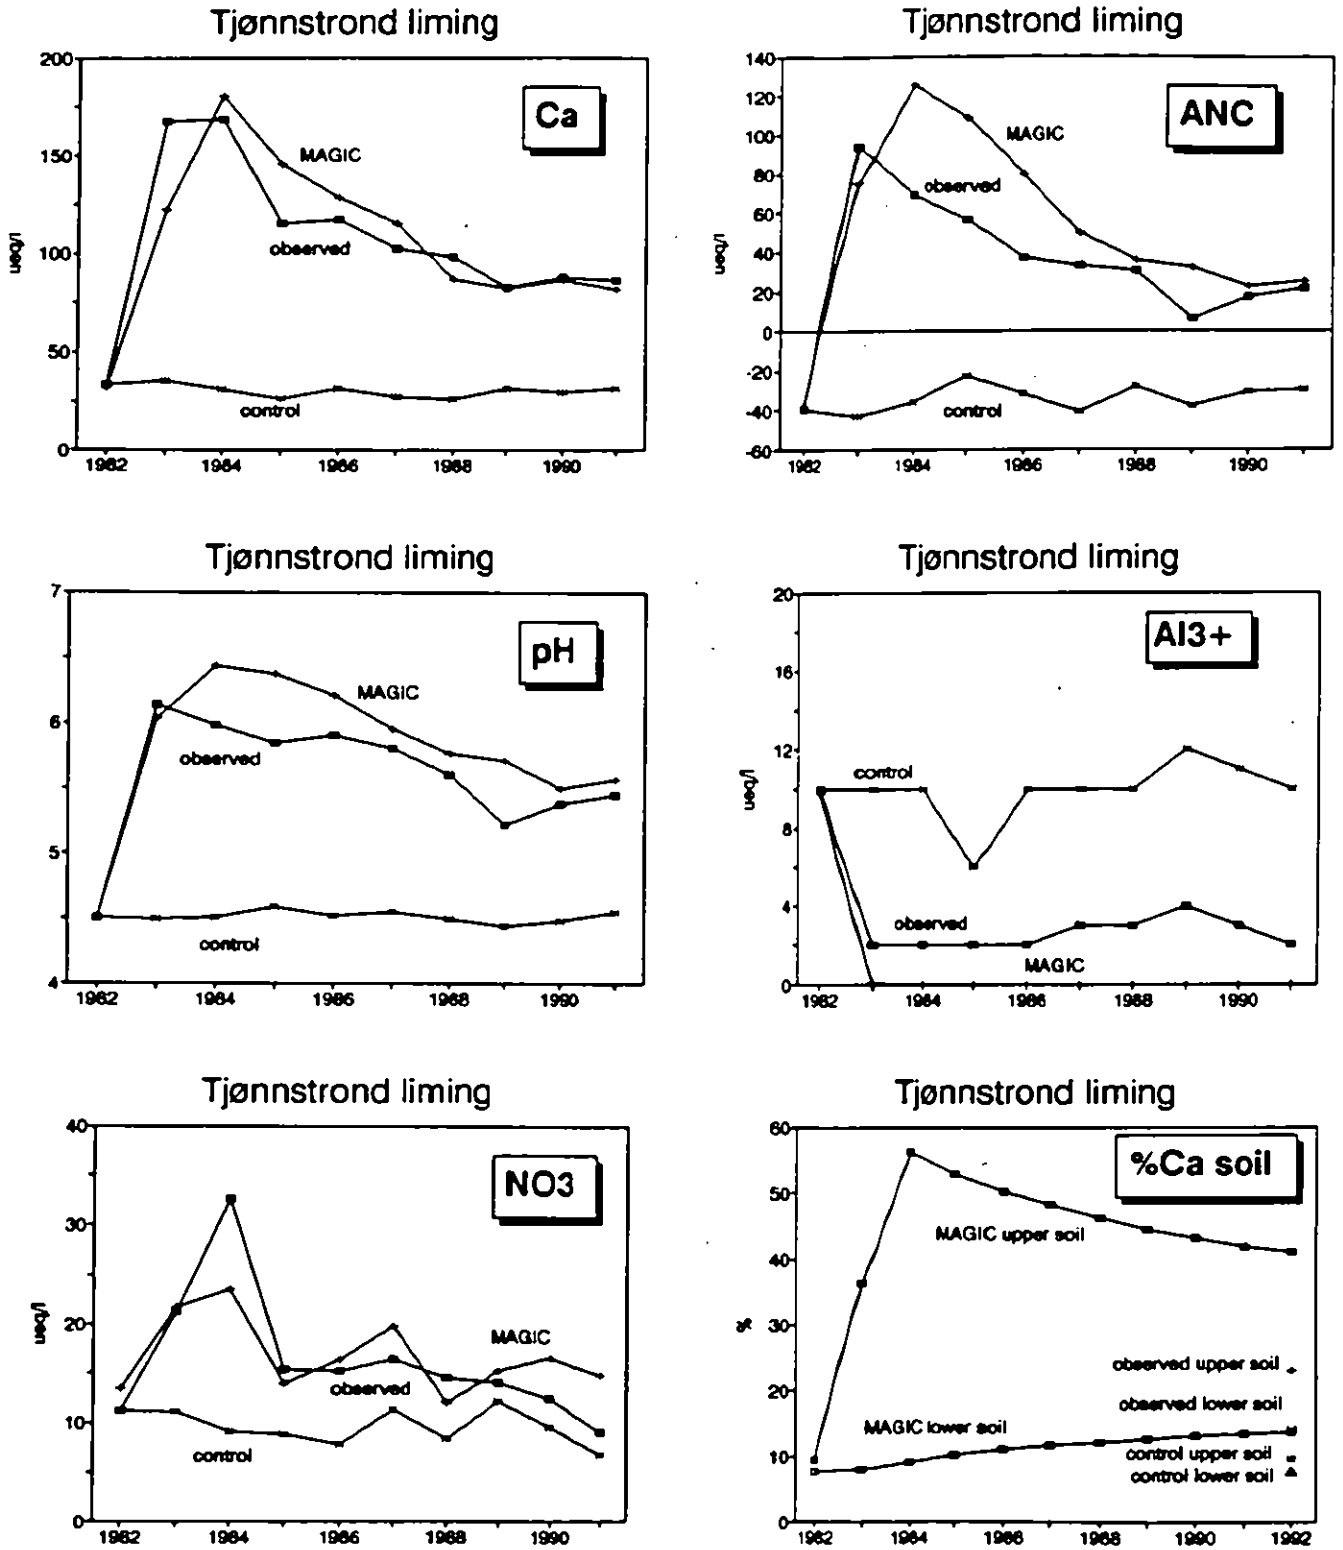 Tjønnstrond liming
200
150
100
50
0
ueq/l
Ca
MAGIC
observed
control
1982 1984 1986 1988 1990
Tjønnstrond liming
140
120
100
80
60
40
20
0
-20
-40
-60
ueq/l
ANC
MAGIC
observed
control
1982 1984 1986 1988 1990
Tjønnstrond liming
7
6
5
4
pH
MAGIC
observed
control
1982 1984 1986 1988 1990
Tjønnstrond liming
20
16
12
8
4
0
ueq/l
Al3+
control
observed
MAGIC
1982 1984 1986 1988 1990
Tjønnstrond liming
40
30
20
10
0
ueq/l
NO3
MAGIC
observed
control
1982 1984 1986 1988 1990
Tjønnstrond liming
60
50
40
30
20
10
0
%
%Ca soil
MAGIC upper soil
observed upper soil
observed lower soil
MAGIC lower soil
control upper soil
control lower soil
1982 1984 1986 1988 1990 1992